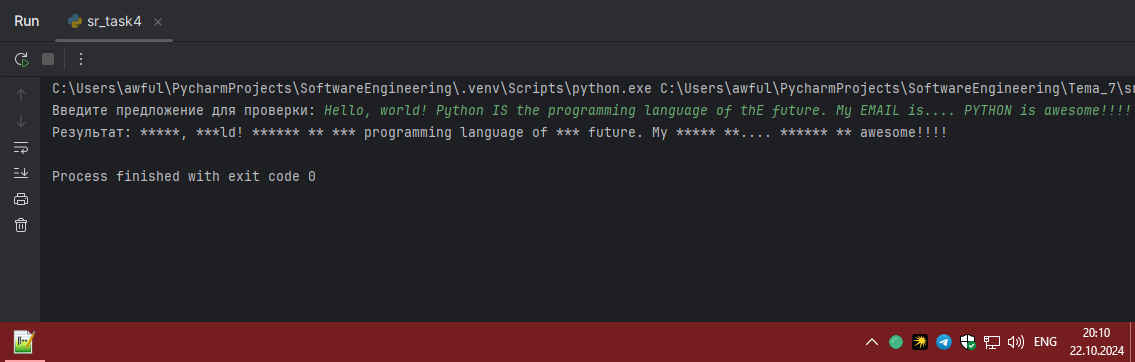 Run sr_task4
C:\Users\awful\PycharmProjects\SoftwareEngineering\.venv\Scripts\python.exe C:\Users\awful\PycharmProjects\SoftwareEngineering\Tema_7\sr
Введите предложение для проверки: Hello, world! Python IS the programming language of thE future. My EMAIL is.... PYTHON is awesome!!!!
Результат: *****, ***ld! ****** ** *** programming language of *** future. My ***** **.... ****** ** awesome!!!!
Process finished with exit code 0
ENG
20:10
22.10.2024